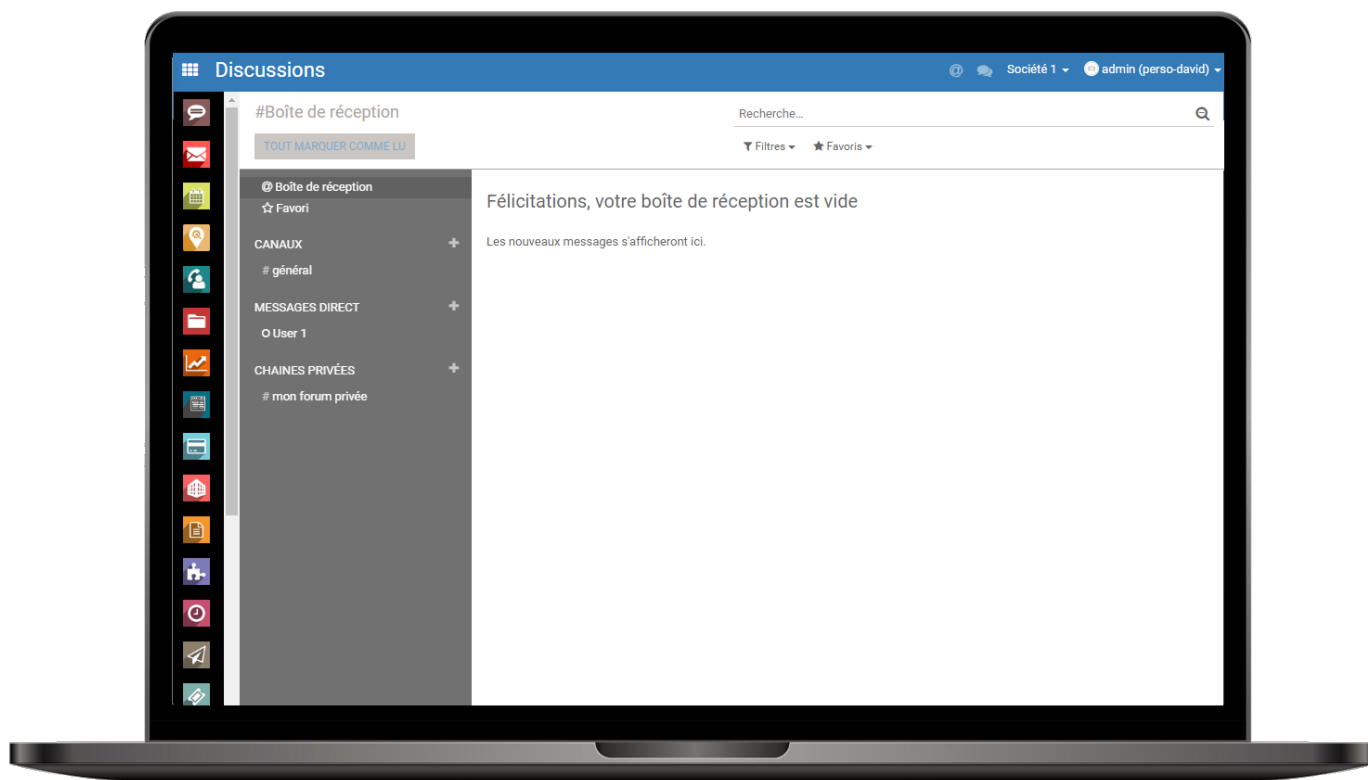 Discussions
@ Société 1 admin (perso-david)
#Boîte de réception
Recherche...
TOUT MARQUER COMME LU
Filtres Favoris
@ Boîte de réception
Favori
CANAUX +
# général
MESSAGES DIRECT +
User 1
CHAINES PRIVÉES +
# mon forum privée
Félicitations, votre boîte de réception est vide
Les nouveaux messages s'afficheront ici.